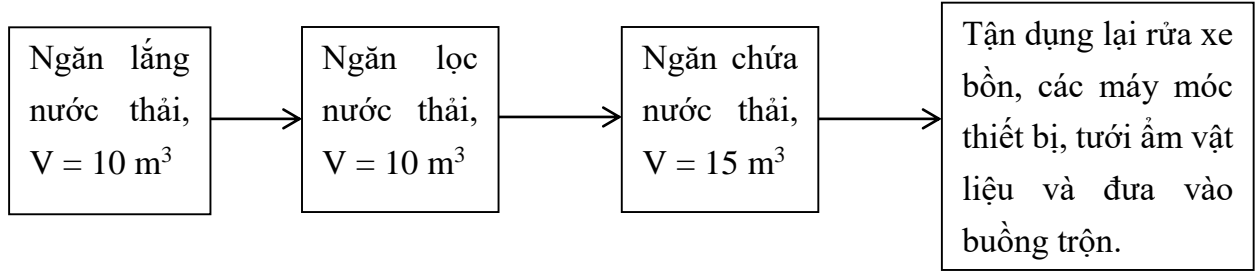 Ngăn lắng
nước thải,
V = 10 m³
Ngăn lọc
nước thải,
V = 10 m³
Ngăn chứa
nước thải,
V = 15 m³
Tận dụng lại rửa xe
bồn, các máy móc
thiết bị, tưới ẩm vật
liệu và đưa vào
buồng trộn.